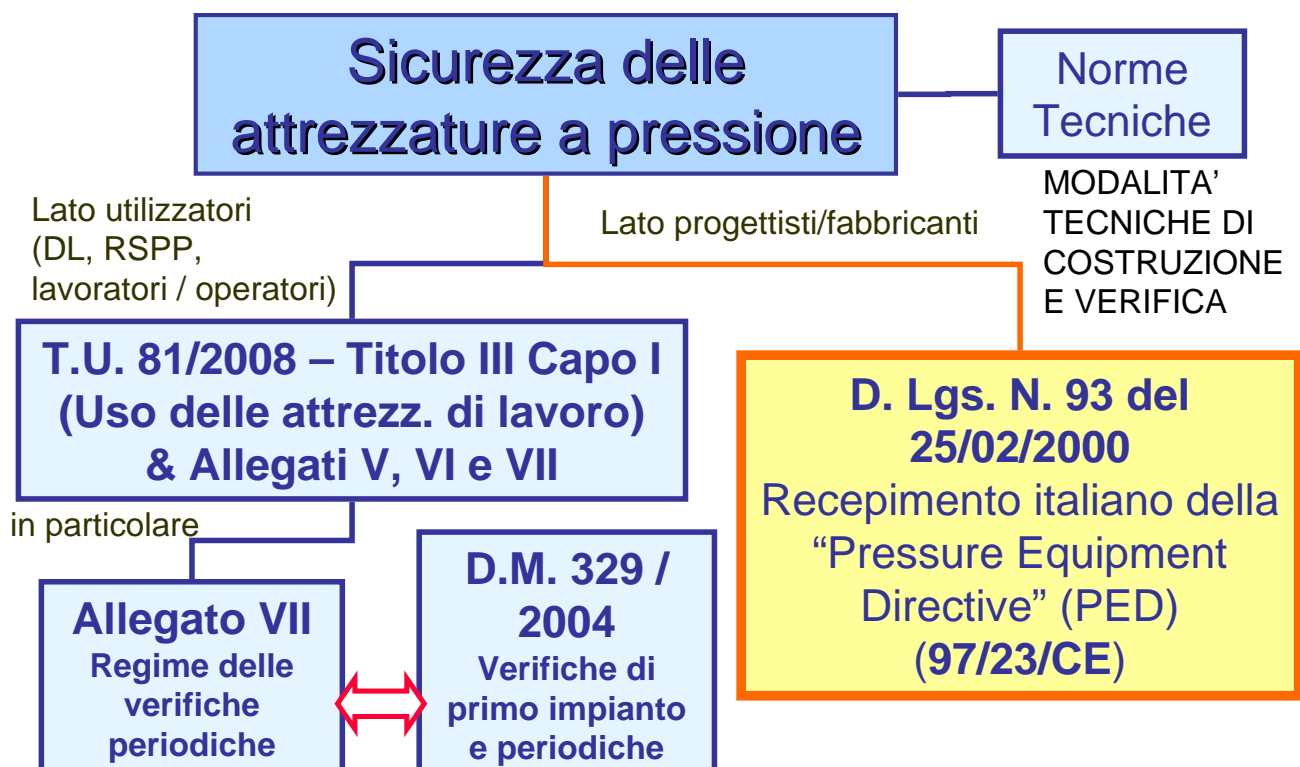 Sicurezza delle
attrezzature a pressione
Norme
Tecniche
MODALITA’
TECNICHE DI
COSTRUZIONE
E VERIFICA
Lato utilizzatori
(DL, RSPP,
lavoratori / operatori)
Lato progettisti/fabbricanti
T.U. 81/2008 – Titolo III Capo I
(Uso delle attrezz. di lavoro)
& Allegati V, VI e VII
D. Lgs. N. 93 del
25/02/2000
Recepimento italiano della
“Pressure Equipment
Directive” (PED)
(97/23/CE)
in particolare
Allegato VII
Regime delle
verifiche
periodiche
D.M. 329 /
2004
Verifiche di
primo impianto
e periodiche